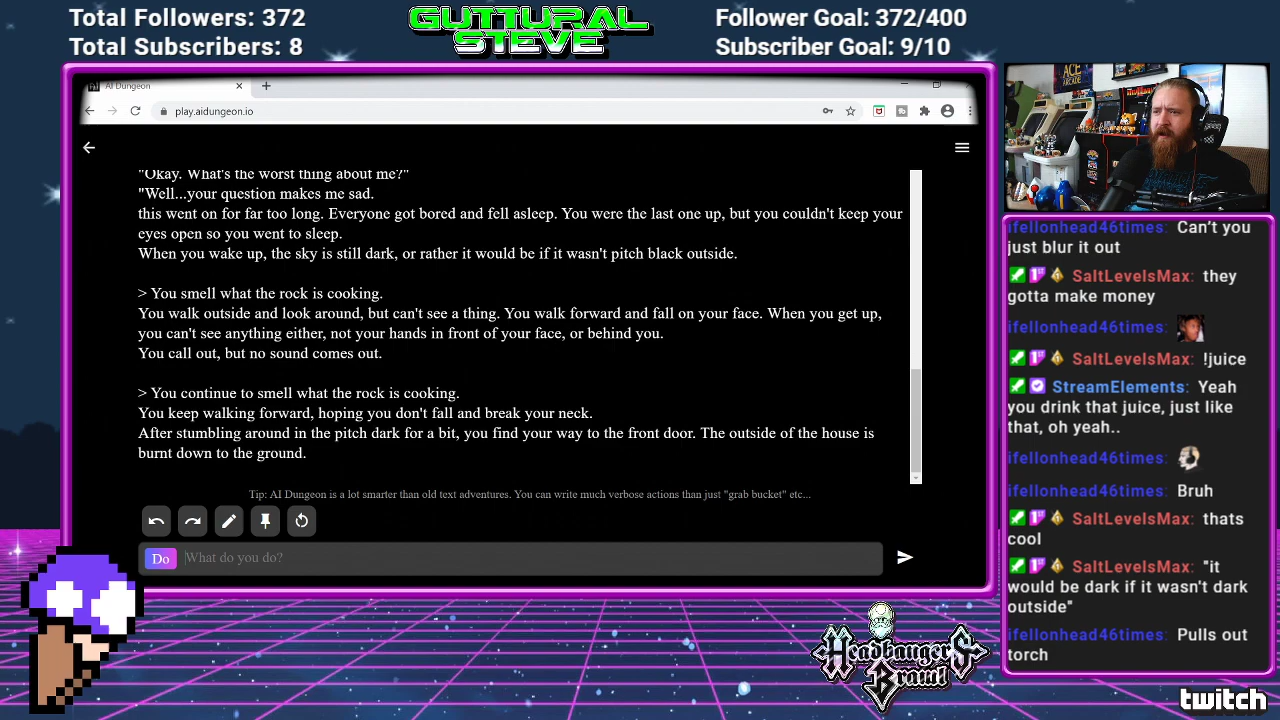 Total Followers: 372
Total Subscribers: 8
GUTTURAL
STEVE
Follower Goal: 372/400
Subscriber Goal: 9/10
AI Dungeon
play.aidungeon.io
"Okay. What's the worst thing about me?"
"Well...your question makes me sad.
this went on for far too long. Everyone got bored and fell asleep. You were the last one up, but you couldn't keep your
eyes open so you went to sleep.
When you wake up, the sky is still dark, or rather it would be if it wasn't pitch black outside.
> You smell what the rock is cooking.
You walk outside and look around, but can't see a thing. You walk forward and fall on your face. When you get up,
you can't see anything either, not your hands in front of your face, or behind you.
You call out, but no sound comes out.
> You continue to smell what the rock is cooking.
You keep walking forward, hoping you don't fall and break your neck.
After stumbling around in the pitch dark for a bit, you find your way to the front door. The outside of the house is
burnt down to the ground.
Tip: AI Dungeon is a lot smarter than old text adventures. You can write much verbose actions than just "grab bucket" etc...
Do What do you do?
ACE
ARCADE
ifellonhead46times: Can't you
just blur it out
SaltLevelsMax: they
gotta make money
ifellonhead46times:
SaltLevelsMax: !juice
StreamElements: Yeah
you drink that juice, just like
that, oh yeah..
ifellonhead46times:
ifellonhead46times: Bruh
SaltLevelsMax: thats
cool
SaltLevelsMax: "it
would be dark if it wasn't dark
outside"
ifellonhead46times: Pulls out
torch
Headbangers
Brawl
twitch